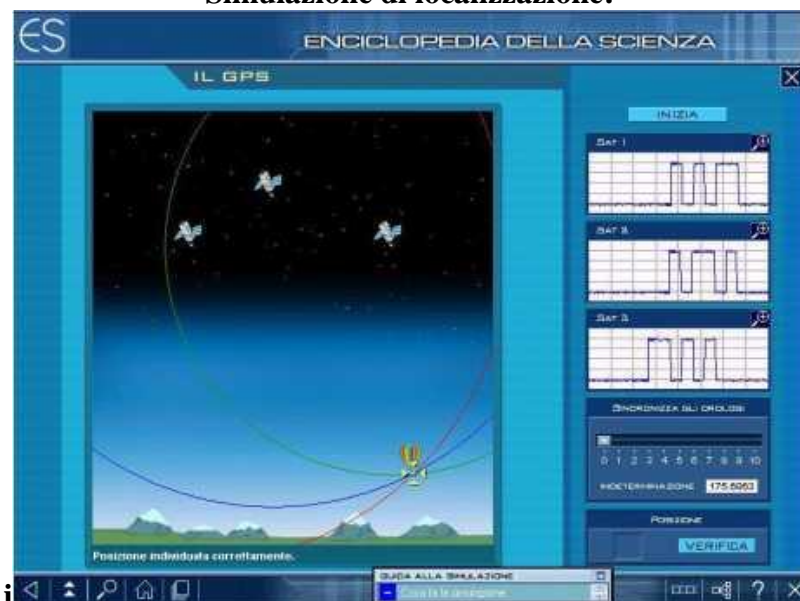 Simulazione di localizzazione:
ES
ENCICLOPEDIA DELLA SCIENZA
IL GPS
INIZIA
SAT 1
SAT 2
SAT 3
SINCRONIZZA GLI OROLOGI
0 1 2 3 4 5 6 7 8 9 10
INDETERMINAZIONE
POSIZIONE
VERIFICA
Posizione individuata correttamente.
i
GUIDA ALLA SIMULAZIONE
?